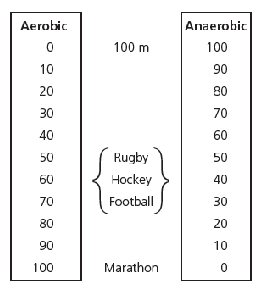 Aerobic Anaerobic
0 100 m 100
10 90
20 80
30 70
40 60
50 Rugby 50
60 Hockey 40
70 Football 30
80 20
90 10
100 Marathon 0